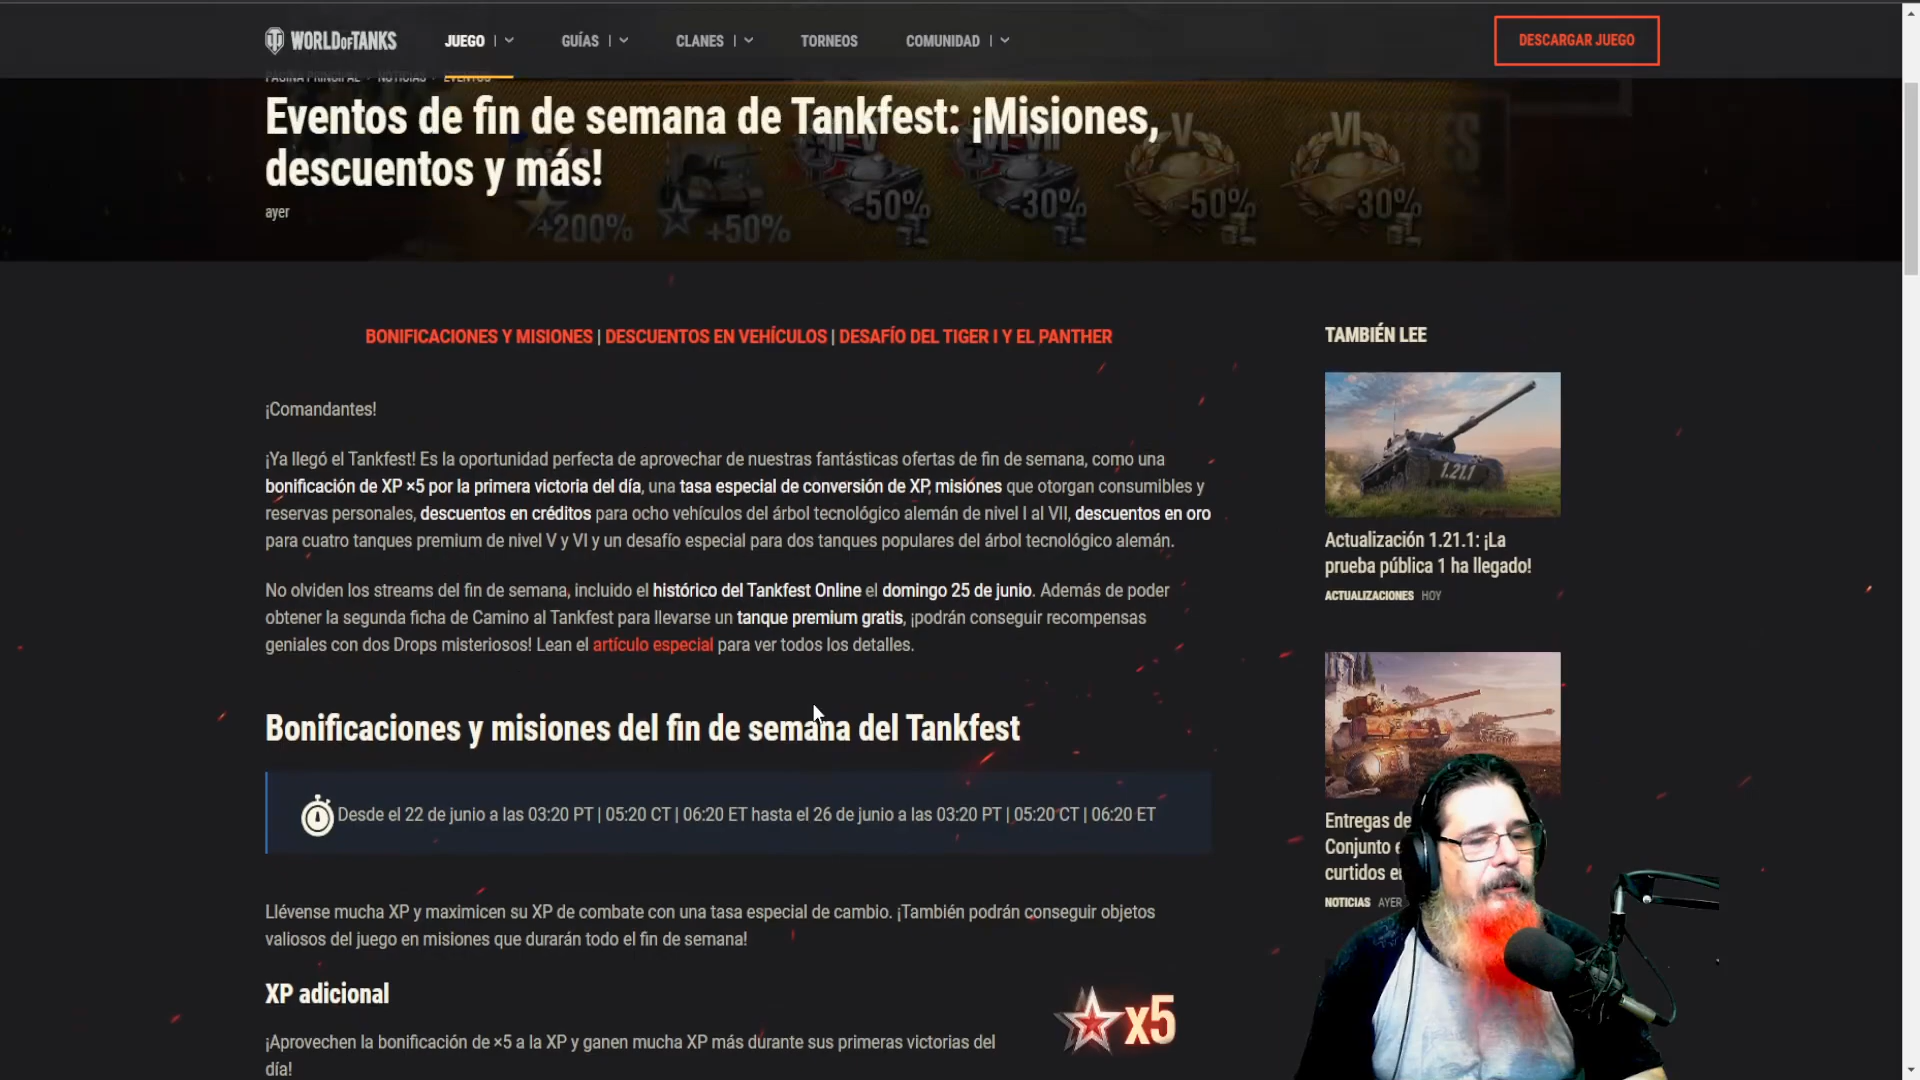 WORLD OF TANKS
JUEGO
GUÍAS
CLANES
TORNEOS
COMUNIDAD
DESCARGAR JUEGO
PÁGINA PRINCIPAL NOTICIAS EVENTOS
Eventos de fin de semana de Tankfest: ¡Misiones,
descuentos y más!
ayer
+200%
+50%
-50%
-30%
V
-50%
VI
-30%
BONIFICACIONES Y MISIONES | DESCUENTOS EN VEHÍCULOS | DESAFÍO DEL TIGER I Y EL PANTHER
¡Comandantes!
¡Ya llegó el Tankfest! Es la oportunidad perfecta de aprovechar de nuestras fantásticas ofertas de fin de semana, como una
bonificación de XP ×5 por la primera victoria del día, una tasa especial de conversión de XP, misiones que otorgan consumibles y
reservas personales, descuentos en créditos para ocho vehículos del árbol tecnológico alemán de nivel I al VII, descuentos en oro
para cuatro tanques premium de nivel V y VI y un desafío especial para dos tanques populares del árbol tecnológico alemán.
No olviden los streams del fin de semana, incluido el histórico del Tankfest Online el domingo 25 de junio. Además de poder
obtener la segunda ficha de Camino al Tankfest para llevarse un tanque premium gratis, ¡podrán conseguir recompensas
geniales con dos Drops misteriosos! Lean el artículo especial para ver todos los detalles.
Bonificaciones y misiones del fin de semana del Tankfest
Desde el 22 de junio a las 03:20 PT | 05:20 CT | 06:20 ET hasta el 26 de junio a las 03:20 PT | 05:20 CT | 06:20 ET
Llévense mucha XP y maximicen su XP de combate con una tasa especial de cambio. ¡También podrán conseguir objetos
valiosos del juego en misiones que durarán todo el fin de semana!
XP adicional
x5
¡Aprovechen la bonificación de ×5 a la XP y ganen mucha XP más durante sus primeras victorias del
día!
TAMBIÉN LEE
1.21.1
Actualización 1.21.1: ¡La
prueba pública 1 ha llegado!
ACTUALIZACIONES HOY
Entregas de
Conjunto
curtidos
NOTICIAS AYER